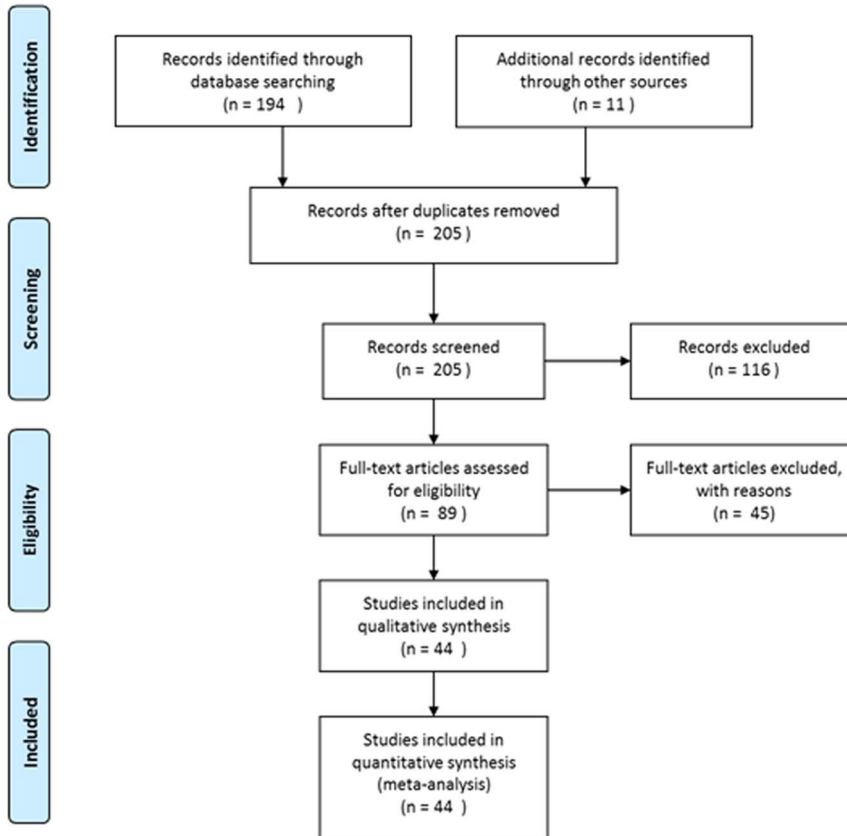 Identification
Records identified through
database searching
(n = 194 )
Additional records identified
through other sources
(n = 11 )
Records after duplicates removed
(n = 205 )
Screening
Records screened
(n = 205 )
Records excluded
(n = 116 )
Eligibility
Full-text articles assessed
for eligibility
(n = 89 )
Full-text articles excluded,
with reasons
(n = 45)
Studies included in
qualitative synthesis
(n = 44 )
Included
Studies included in
quantitative synthesis
(meta-analysis)
(n = 44 )